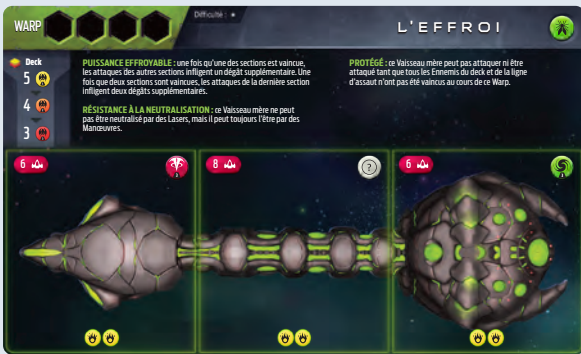 WARP
Difficulté :
L'EFFROI
Deck
5
4
3
PUISSANCE EFFROYABLE : une fois qu'une des sections est vaincue,
les attaques des autres sections infligent un dégât supplémentaire. Une
fois que deux sections sont vaincues, les attaques de la dernière section
infligent deux dégâts supplémentaires.
RÉSISTANCE À LA NEUTRALISATION : ce Vaisseau mère ne peut
pas être neutralisé par des Lasers, mais il peut toujours l'être par des
Manœuvres.
PROTÉGÉ : ce Vaisseau mère peut pas attaquer ni être
attaqué tant que tous les Ennemis du deck et de la ligne
d'assaut n'ont pas été vaincus au cours de ce Warp.
6
8
?
6